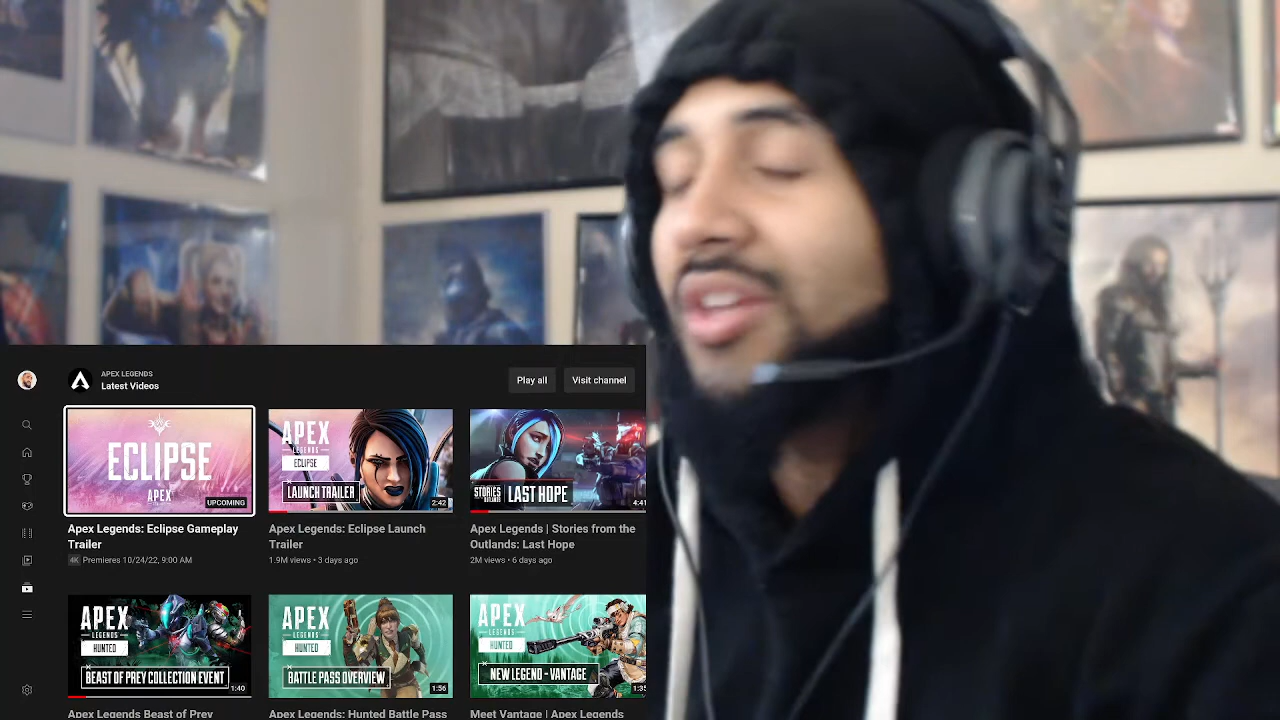 APEX LEGENDS
Latest Videos
Play all
Visit channel
ECLIPSE
APEX
UPCOMING
Apex Legends: Eclipse Gameplay
Trailer
4K Premieres 10/24/22, 9:00 AM
APEX
LEGENDS
ECLIPSE
LAUNCH TRAILER
2:42
Apex Legends: Eclipse Launch
Trailer
1.9M views • 3 days ago
STORIES
LAST HOPE
4:41
Apex Legends | Stories from the
Outlands: Last Hope
2M views • 6 days ago
APEX
LEGENDS
HUNTED
BEAST OF PREY COLLECTION EVENT
1:40
Apex Legends Beast of Prey
APEX
LEGENDS
HUNTED
BATTLE PASS OVERVIEW
1:56
Apex Legends: Hunted Battle Pass
APEX
LEGENDS
HUNTED
NEW LEGEND - VANTAGE
Meet Vantage | Apex Legends